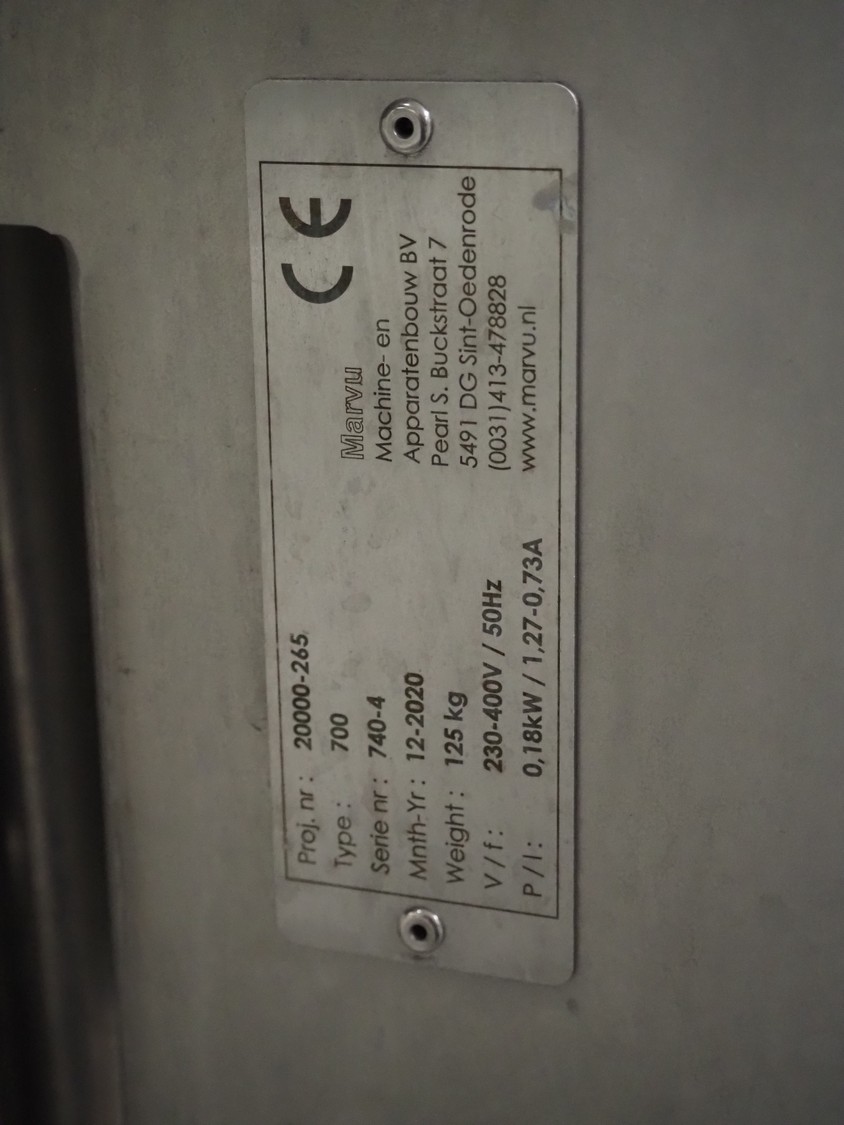 Proj. nr : 20000-265
Type : 700
Serie nr : 740-4
Mnth-Yr : 12-2020
Weight : 125 kg
V / f : 230-400V / 50Hz
P / I : 0,18kW / 1,27-0,73A
CE
Marvu
Machine- en
Apparatenbouw BV
Pearl S. Buckstraat 7
5491 DG Sint-Oedenrode
(0031)413-478828
www.marvu.nl